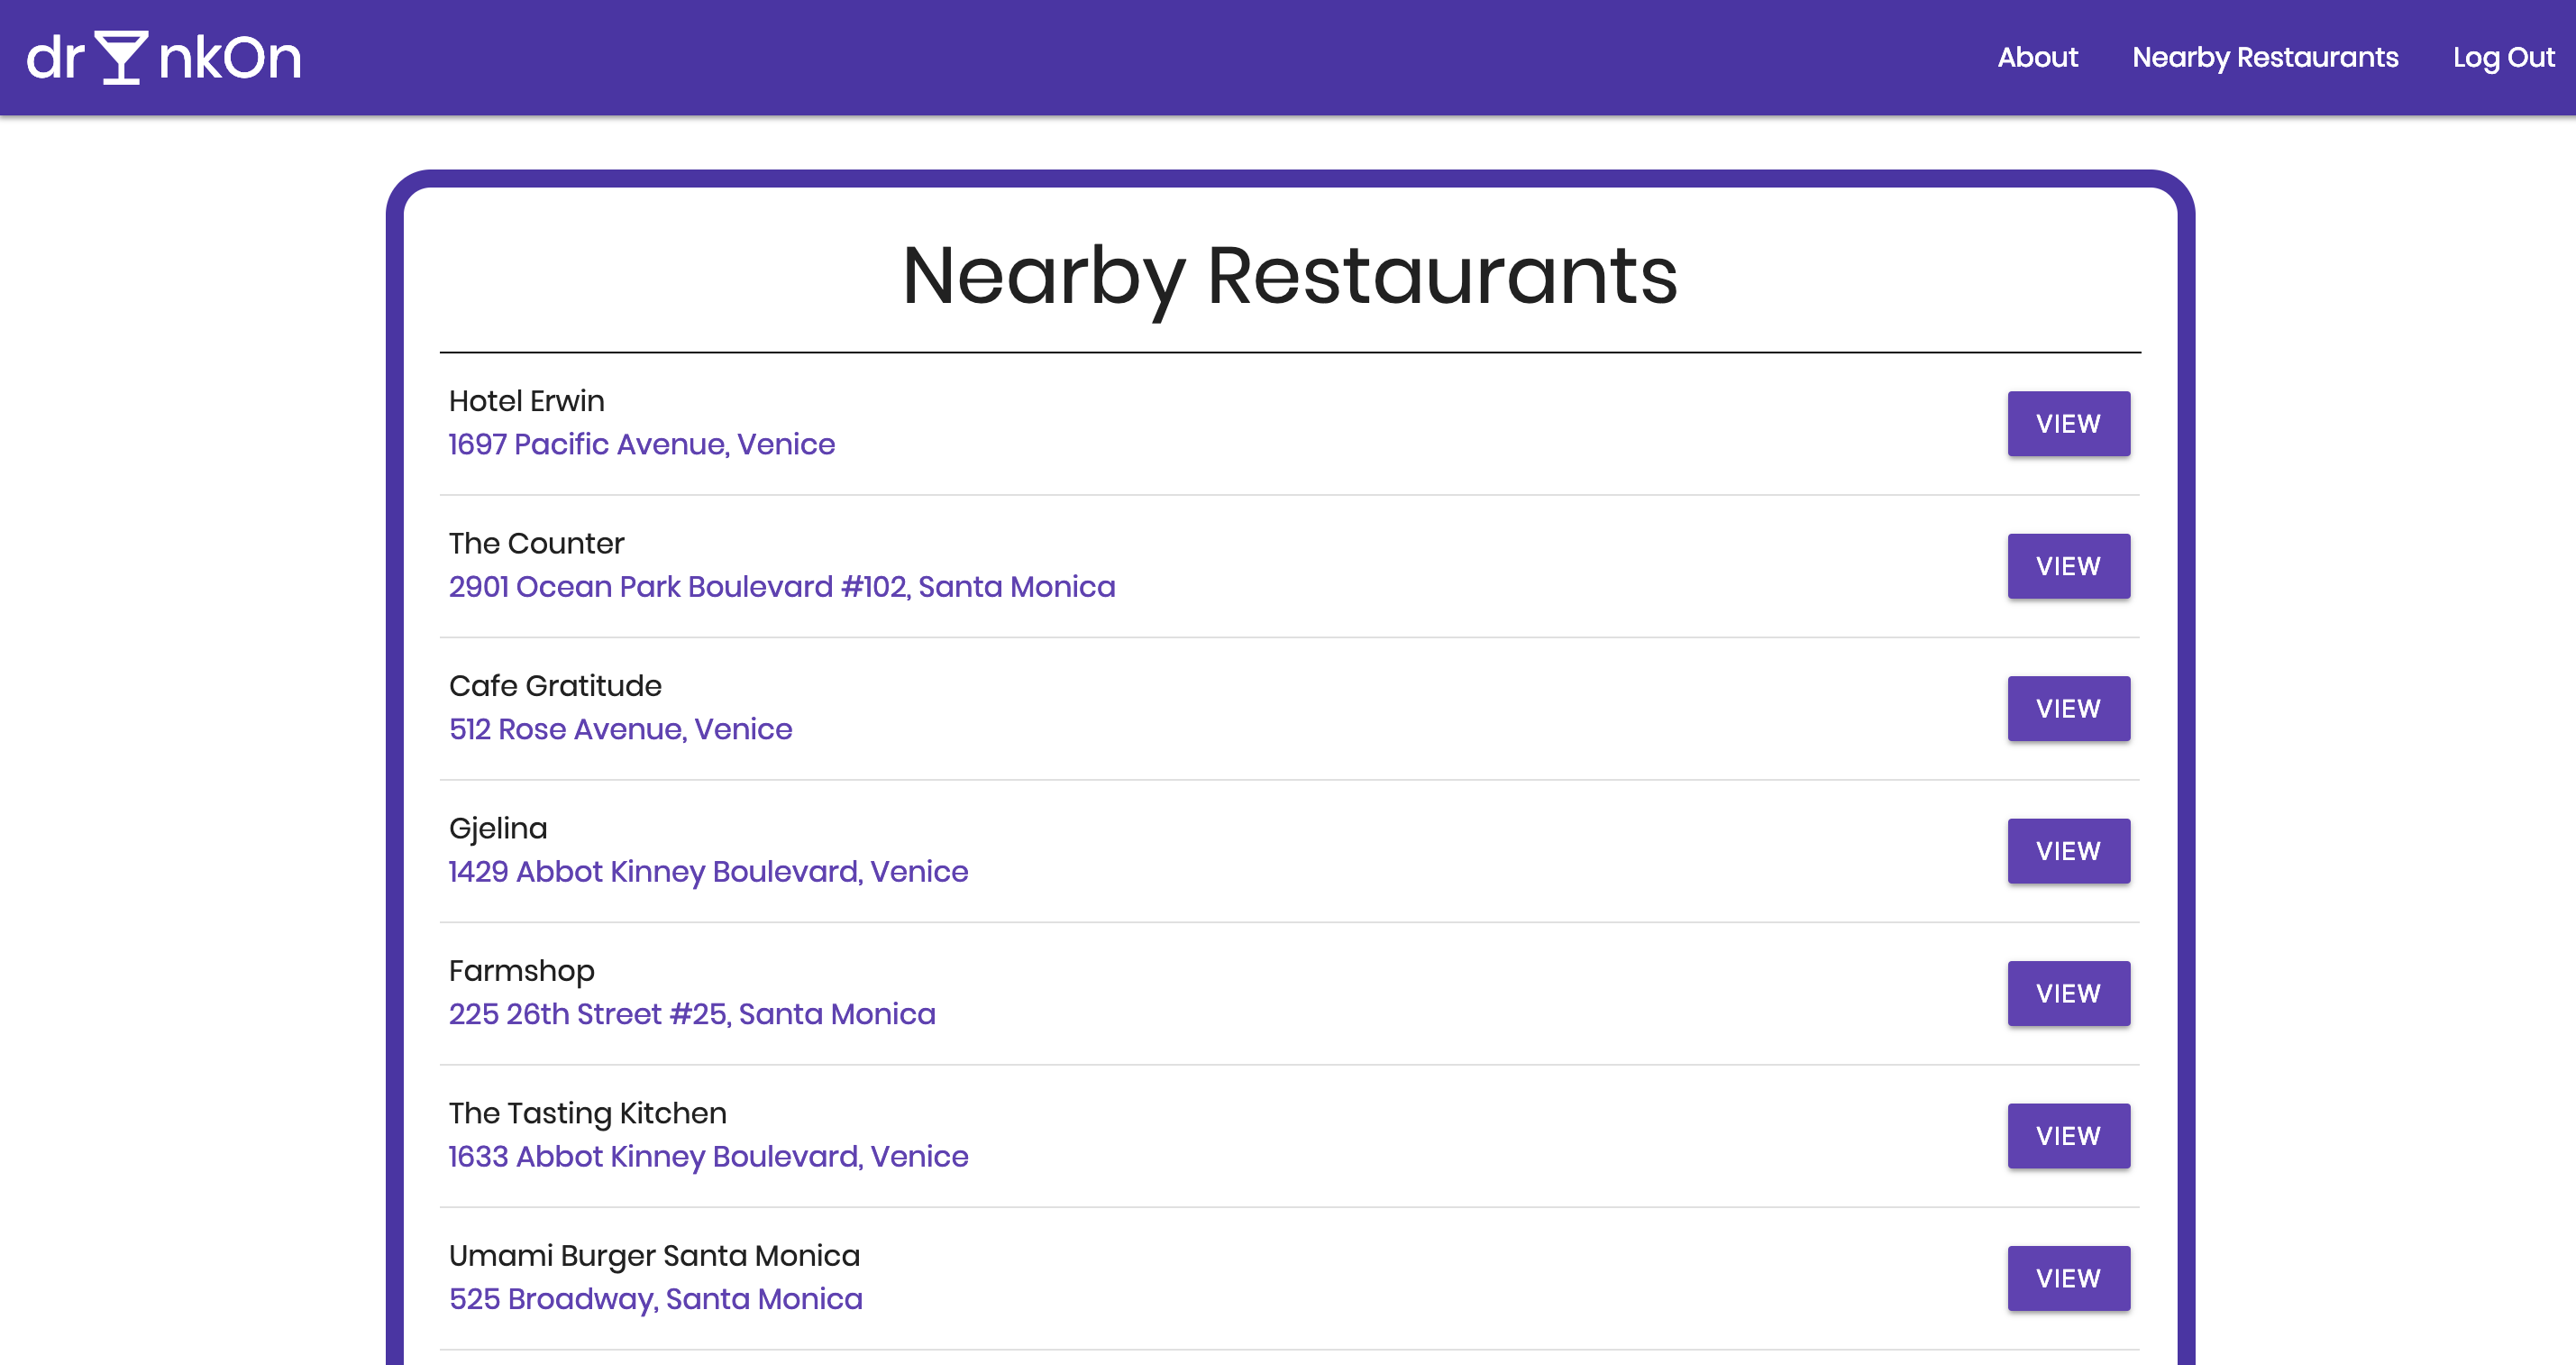 drinkOn
About
Nearby Restaurants
Log Out
Nearby Restaurants
Hotel Erwin
1697 Pacific Avenue, Venice
VIEW
The Counter
2901 Ocean Park Boulevard #102, Santa Monica
VIEW
Cafe Gratitude
512 Rose Avenue, Venice
VIEW
Gjelina
1429 Abbot Kinney Boulevard, Venice
VIEW
Farmshop
225 26th Street #25, Santa Monica
VIEW
The Tasting Kitchen
1633 Abbot Kinney Boulevard, Venice
VIEW
Umami Burger Santa Monica
525 Broadway, Santa Monica
VIEW